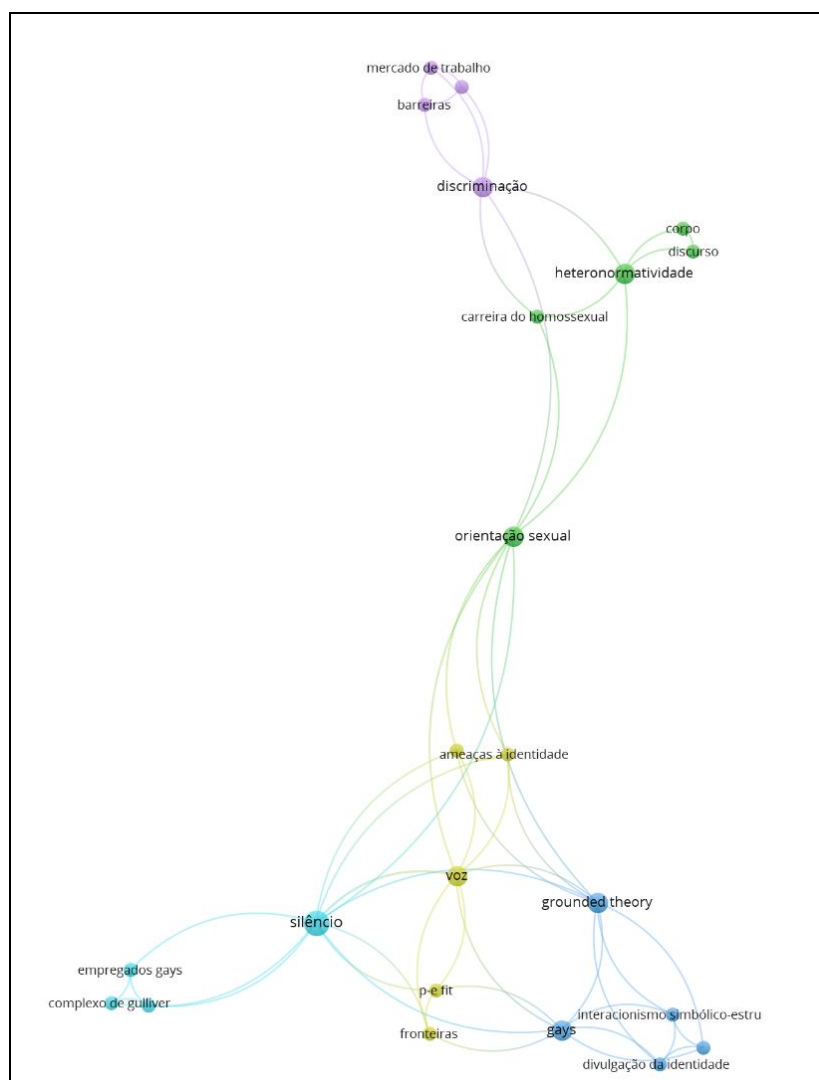 mercado de trabalho
barreiras
discriminação
corpo
discurso
heteronormatividade
carreira do homossexual
orientação sexual
ameaças à identidade
voz
grounded theory
silêncio
empregados gays
complexo de gulliver
p-e fit
fronteiras
interacionismo simbólico-estru
gays
divulgação da identidade